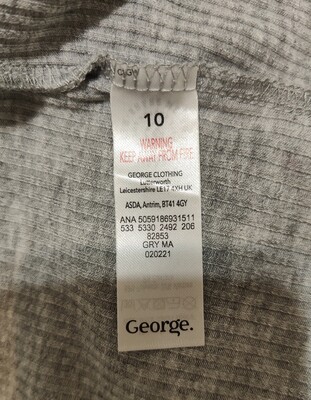 10
WARNING
KEEP AWAY FROM FIRE
GEORGE CLOTHING
Lutterworth
Leicestershire LE17 4XH UK
ASDA, Antrim, BT41 4GY
ANA 5059186931511
533 5330 2492 206
82853
GRY MA
020221
George.